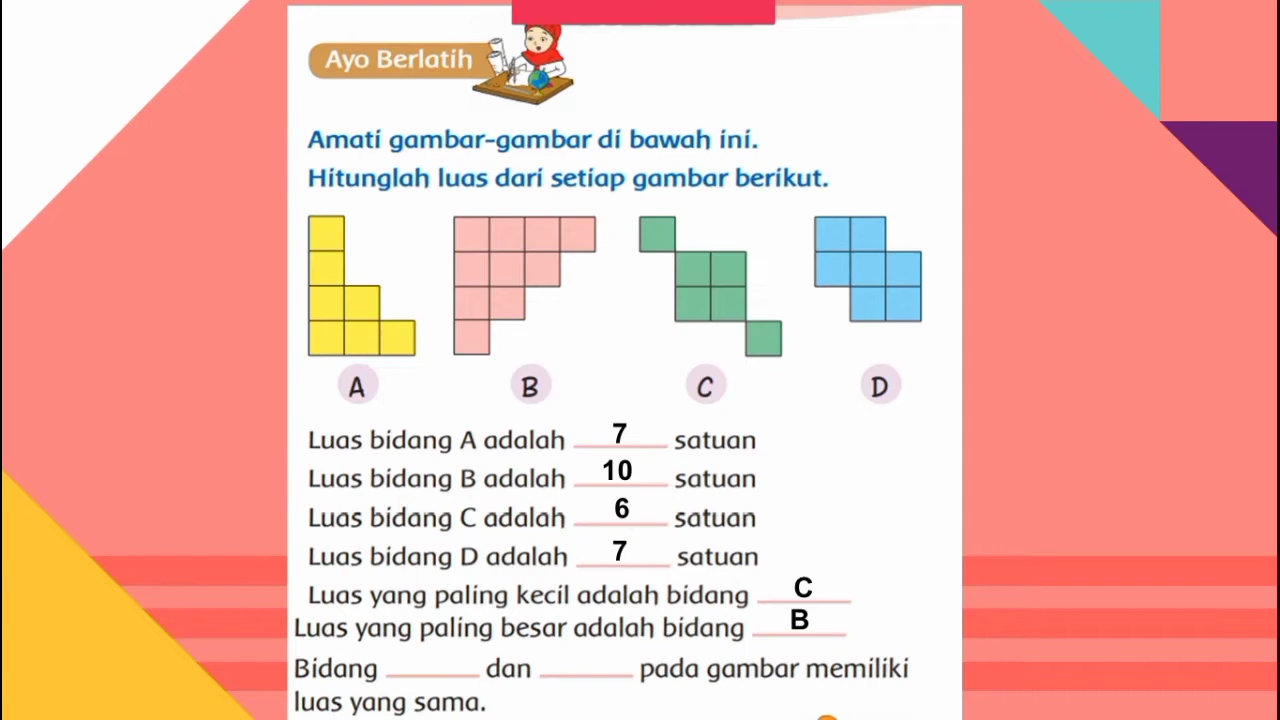 Ayo Berlatih
Amati gambar-gambar di bawah ini.
Hitunglah luas dari setiap gambar berikut.
A B C D
Luas bidang A adalah 7 satuan
Luas bidang B adalah 10 satuan
Luas bidang C adalah 6 satuan
Luas bidang D adalah 7 satuan
Luas yang paling kecil adalah bidang C
Luas yang paling besar adalah bidang B
Bidang ______ dan ______ pada gambar memiliki
luas yang sama.